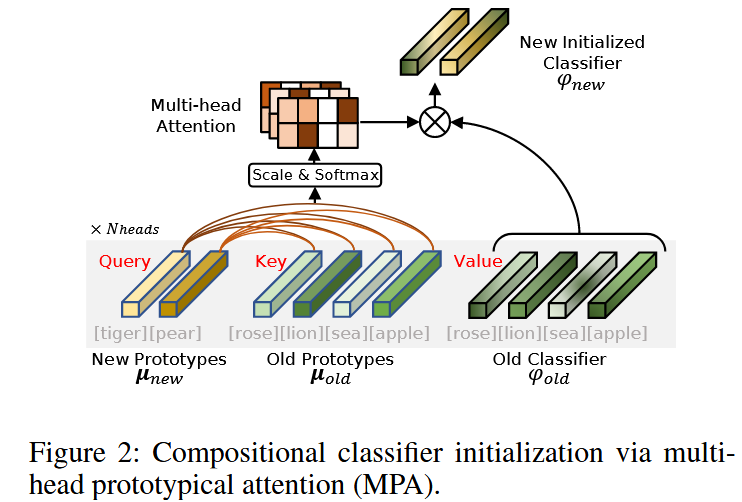 New Initialized
Classifier
φnew
Multi-head
Attention
Scale & Softmax
× Nheads
Query
Key
Value
[tiger][pear]
[rose][lion][sea][apple]
[rose][lion][sea][apple]
New Prototypes
μnew
Old Prototypes
μold
Old Classifier
φold
Figure 2: Compositional classifier initialization via multi-
head prototypical attention (MPA).